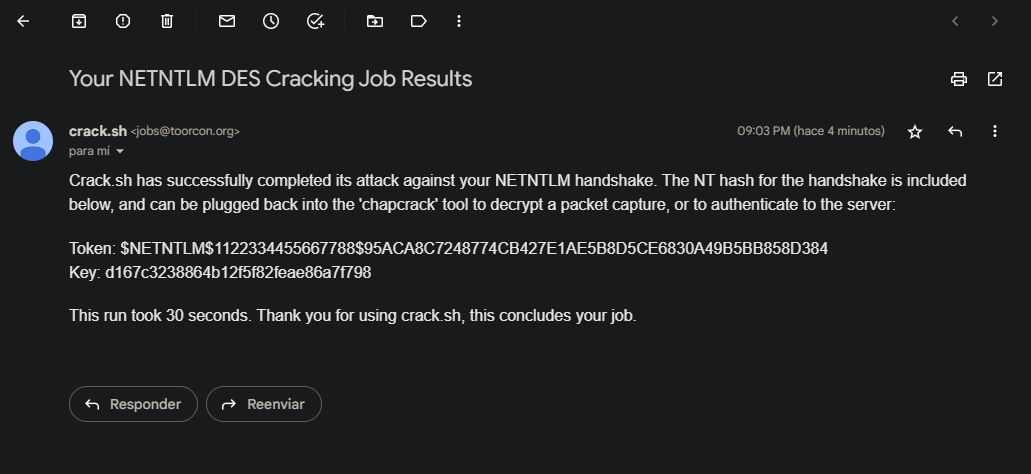 Your NETNTLM DES Cracking Job Results
crack.sh <jobs@toorcon.org>
09:03 PM (hace 4 minutos)
para mí
Crack.sh has successfully completed its attack against your NETNTLM handshake. The NT hash for the handshake is included
below, and can be plugged back into the 'chapcrack' tool to decrypt a packet capture, or to authenticate to the server:
Token: $NETNTLM$1122334455667788$95ACA8C7248774CB427E1AE5B8D5CE6830A49B5BB858D384
Key: d167c3238864b12f5f82feae86a7f798
This run took 30 seconds. Thank you for using crack.sh, this concludes your job.
Responder
Reenviar